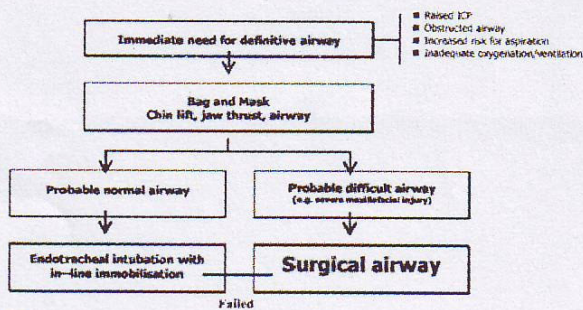 Immediate need for definitive airway
■ Raised ICP
■ Obstructed airway
■ Increased risk for aspiration
■ Inadequate oxygenation/ventilation
Bag and Mask
Chin lift, jaw thrust, airway
Probable normal airway
Probable difficult airway
(e.g. severe maxillofacial injury)
Endotracheal intubation with
in-line immobilisation
Surgical airway
Failed